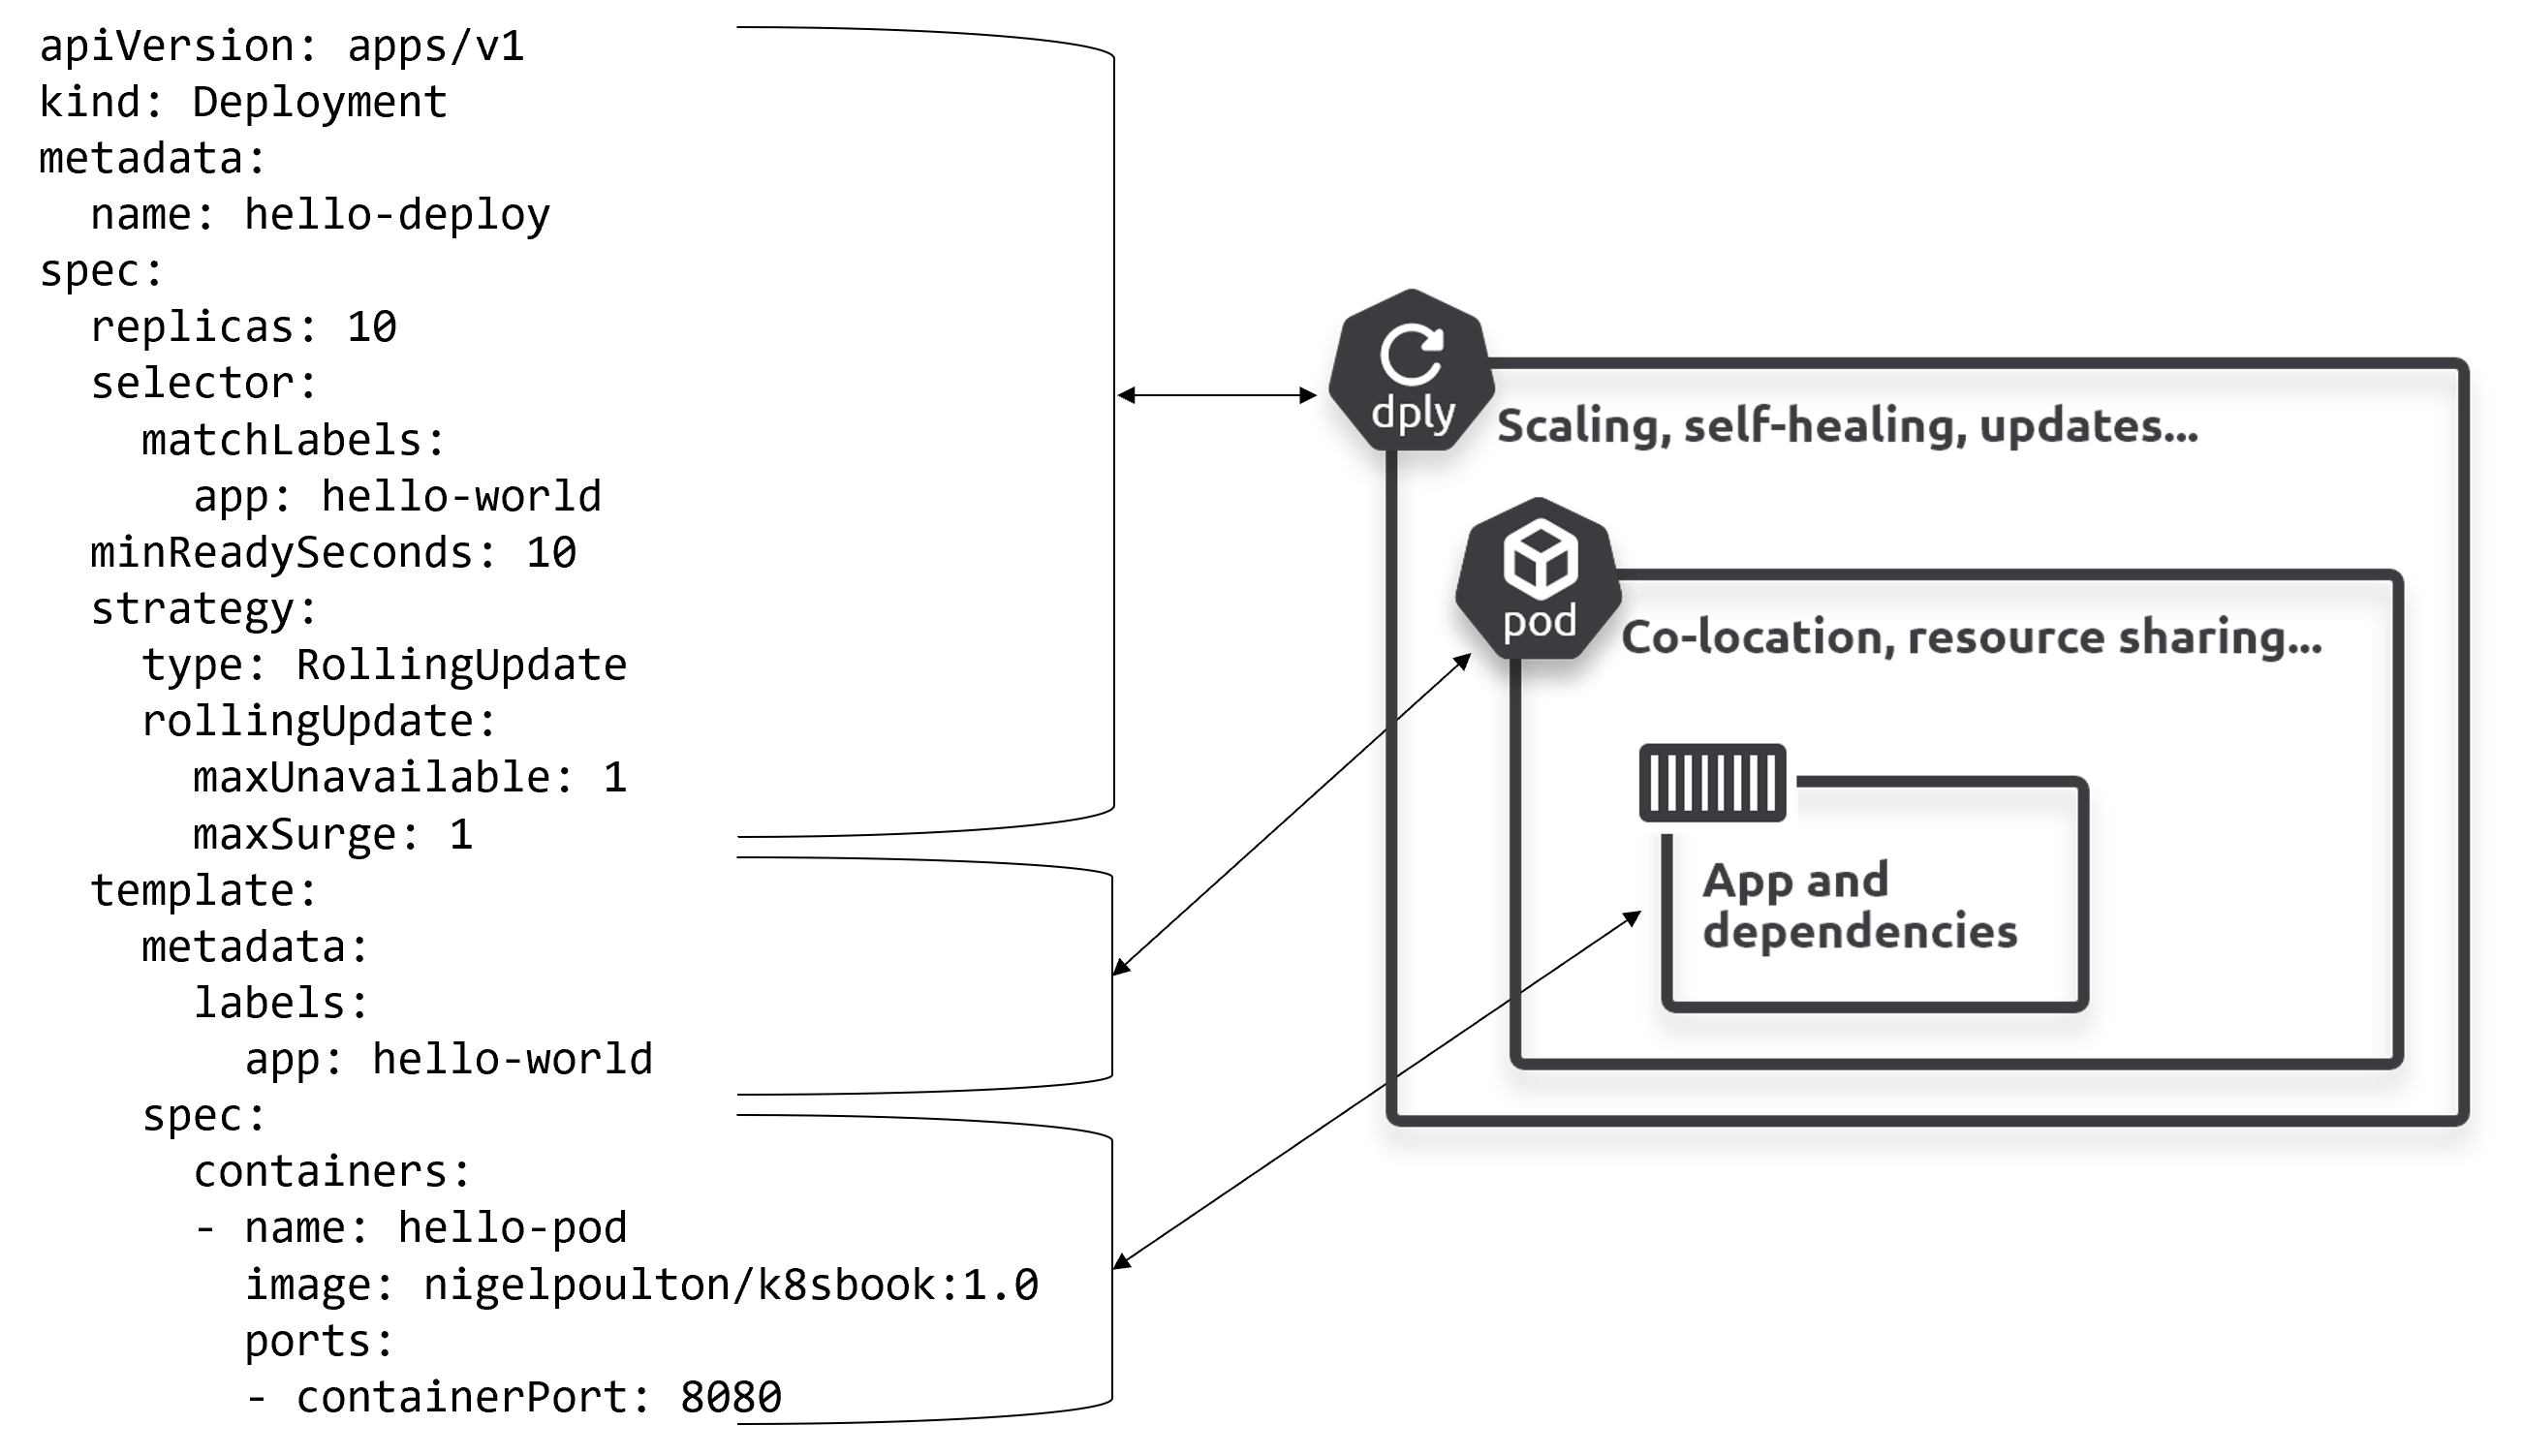 apiVersion: apps/v1
kind: Deployment
metadata:
  name: hello-deploy
spec:
  replicas: 10
  selector:
    matchLabels:
      app: hello-world
  minReadySeconds: 10
  strategy:
    type: RollingUpdate
    rollingUpdate:
      maxUnavailable: 1
      maxSurge: 1
  template:
    metadata:
      labels:
        app: hello-world
    spec:
      containers:
      - name: hello-pod
        image: nigelpoulton/k8sbook:1.0
        ports:
        - containerPort: 8080
dply
Scaling, self-healing, updates...
pod
Co-location, resource sharing...
App and
dependencies